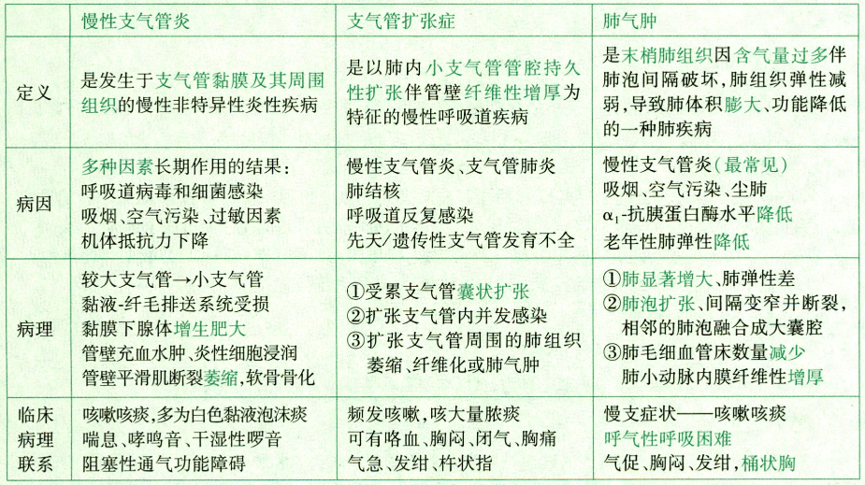 慢性支气管炎
支气管扩张症
肺气肿
定义
是发生于支气管黏膜及其周围
组织的慢性非特异性炎性疾病
是以肺内小支气管管腔持久
性扩张伴管壁纤维性增厚为
特征的慢性呼吸道疾病
是末梢肺组织因含气量过多伴
肺泡间隔破坏,肺组织弹性减
弱,导致肺体积膨大、功能降低
的一种肺疾病
病因
多种因素长期作用的结果:
呼吸道病毒和细菌感染
吸烟、空气污染、过敏因素
机体抵抗力下降
慢性支气管炎、支气管肺炎
肺结核
呼吸道反复感染
先天/遗传性支气管发育不全
慢性支气管炎(最常见)
吸烟、空气污染、尘肺
α₁-抗胰蛋白酶水平降低
老年性肺弹性降低
病理
较大支气管→小支气管
黏液-纤毛排送系统受损
黏膜下腺体增生肥大
管壁充血水肿、炎性细胞浸润
管壁平滑肌断裂萎缩,软骨骨化
①受累支气管囊状扩张
②扩张支气管内并发感染
③扩张支气管周围的肺组织
萎缩、纤维化或肺气肿
①肺显著增大、肺弹性差
②肺泡扩张、间隔变窄并断裂,
相邻的肺泡融合成大囊腔
③肺毛细血管床数量减少
肺小动脉内膜纤维性增厚
临床
病理
联系
咳嗽咳痰,多为白色黏液泡沫痰
喘息、哮鸣音、干湿性啰音
阻塞性通气功能障碍
频发咳嗽,咳大量脓痰
可有咯血、胸闷、闭气、胸痛
气急、发绀、杵状指
慢支症状——咳嗽咳痰
呼气性呼吸困难
气促、胸闷、发绀,桶状胸